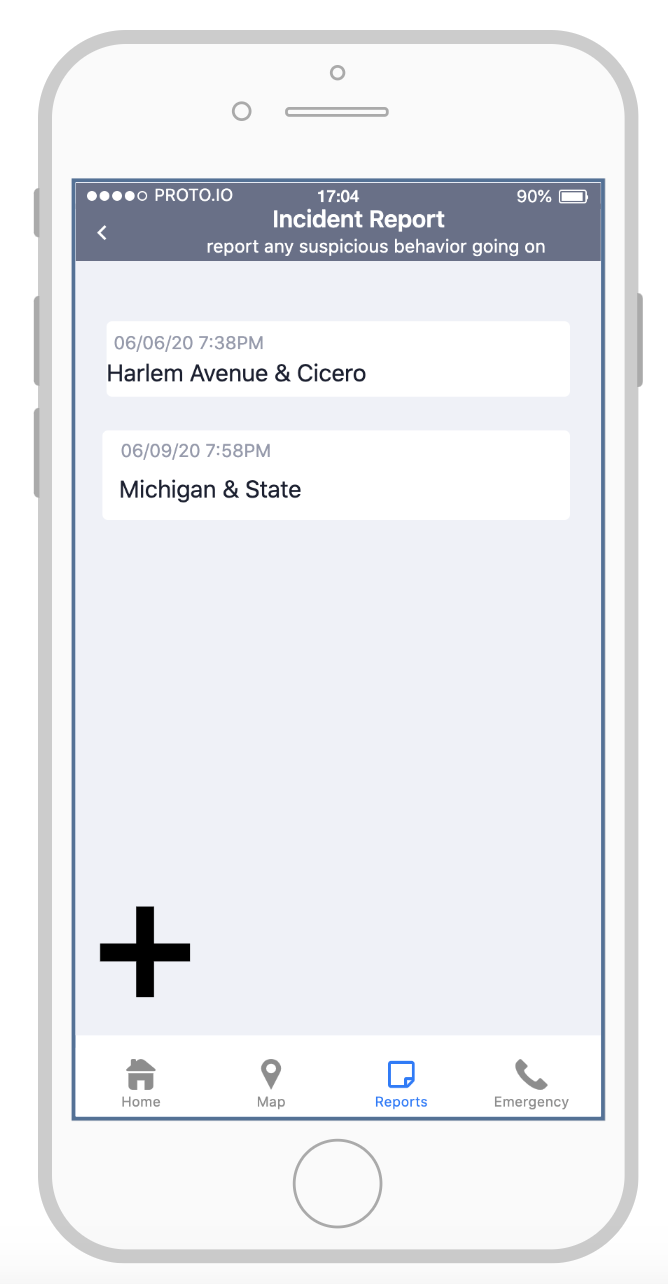 PROTO.IO 17:04 90%
Incident Report
report any suspicious behavior going on
06/06/20 7:38PM
Harlem Avenue & Cicero
06/09/20 7:58PM
Michigan & State
Home Map Reports Emergency